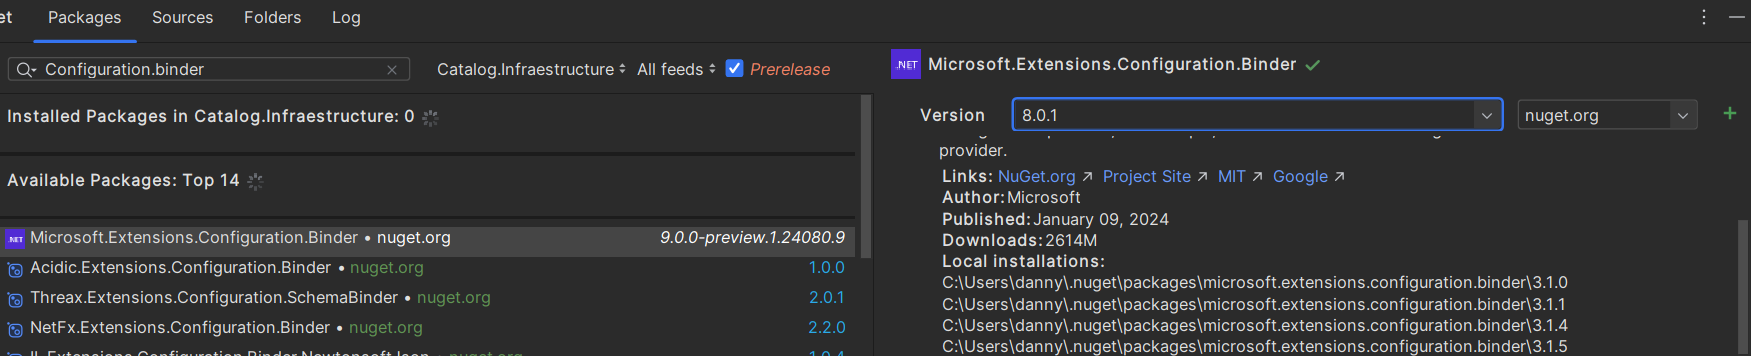 et Packages Sources Folders Log
Configuration.binder
Catalog.Infraestructure All feeds Prerelease
Installed Packages in Catalog.Infraestructure: 0
Available Packages: Top 14
.NET Microsoft.Extensions.Configuration.Binder • nuget.org 9.0.0-preview.1.24080.9
Acidic.Extensions.Configuration.Binder • nuget.org 1.0.0
Threax.Extensions.Configuration.SchemaBinder • nuget.org 2.0.1
NetFx.Extensions.Configuration.Binder • nuget.org 2.2.0
.NET Microsoft.Extensions.Configuration.Binder
Version 8.0.1 nuget.org
provider.
Links: NuGet.org Project Site MIT Google
Author: Microsoft
Published: January 09, 2024
Downloads: 2614M
Local installations:
C:\Users\danny\.nuget\packages\microsoft.extensions.configuration.binder\3.1.0
C:\Users\danny\.nuget\packages\microsoft.extensions.configuration.binder\3.1.1
C:\Users\danny\.nuget\packages\microsoft.extensions.configuration.binder\3.1.4
C:\Users\danny\.nuget\packages\microsoft.extensions.configuration.binder\3.1.5